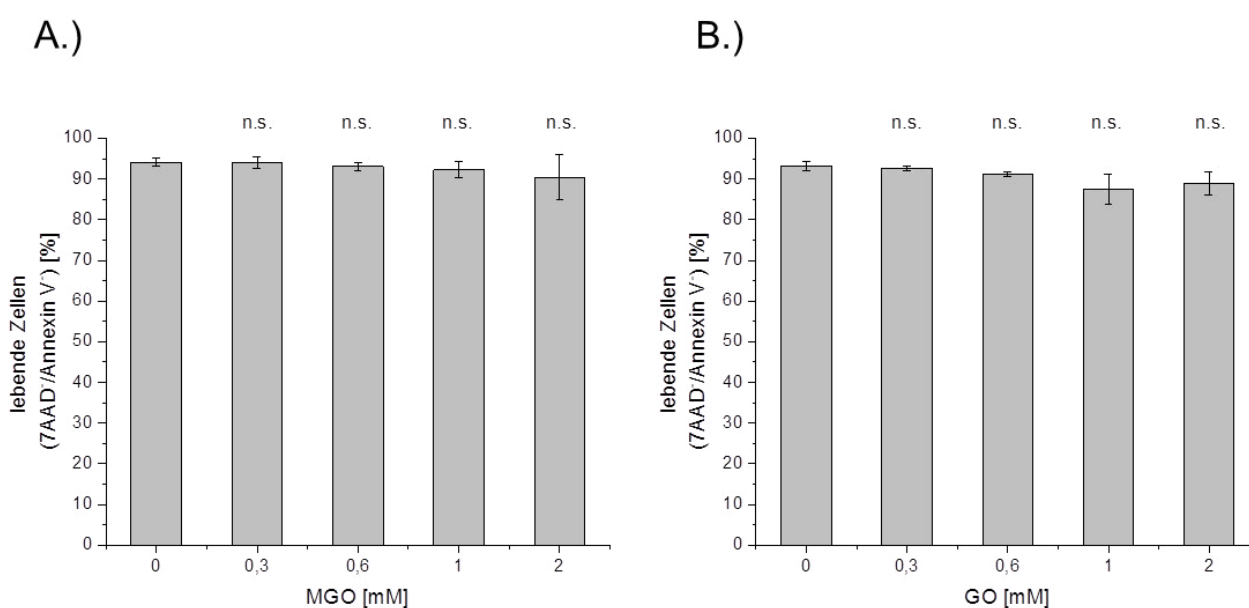 A.)
n.s. n.s. n.s. n.s.
100
90
80
70
60
50
40
30
20
10
0
lebende Zellen
(7AAD⁻/Annexin V⁻) [%]
0 0,3 0,6 1 2
MGO [mM]
B.)
n.s. n.s. n.s. n.s.
100
90
80
70
60
50
40
30
20
10
0
lebende Zellen
(7AAD⁻/Annexin V⁻) [%]
0 0,3 0,6 1 2
GO [mM]